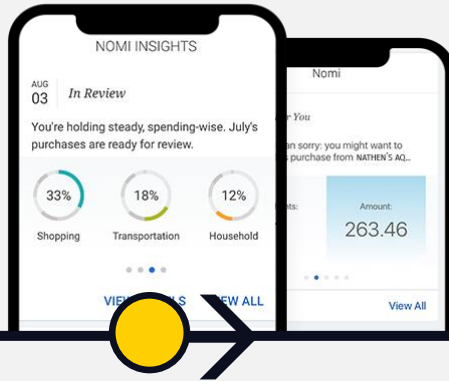 NOMI INSIGHTS
AUG
03
In Review
You're holding steady, spending-wise. July's
purchases are ready for review.
33%
18%
12%
Shopping
Transportation
Household
VIEW ALL
Nomi
You
sorry: you might want to
purchase from NATHEN'S AQ...
Amount:
263.46
View All